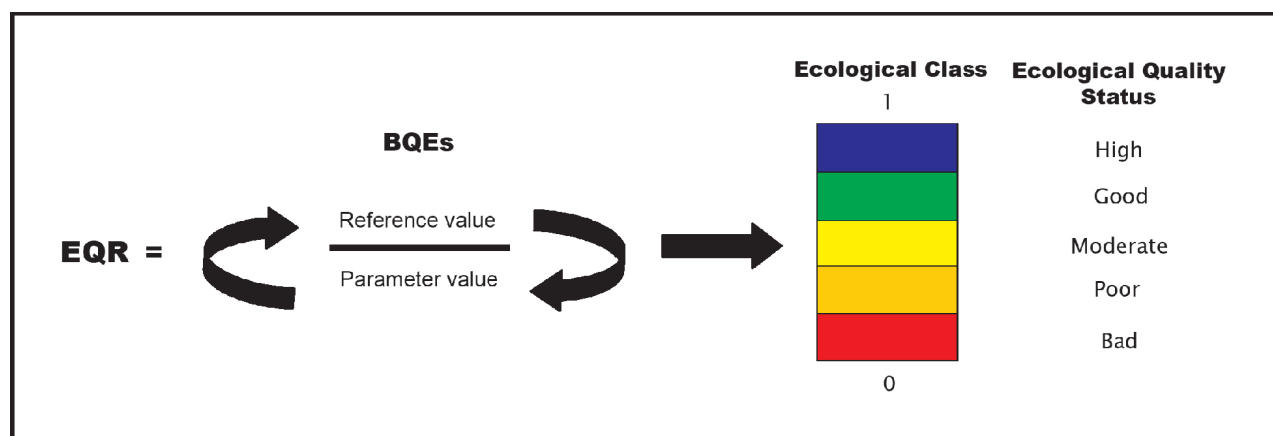 BQEs
EQR =
Reference value
Parameter value
Ecological Class
1
0
Ecological Quality
Status
High
Good
Moderate
Poor
Bad